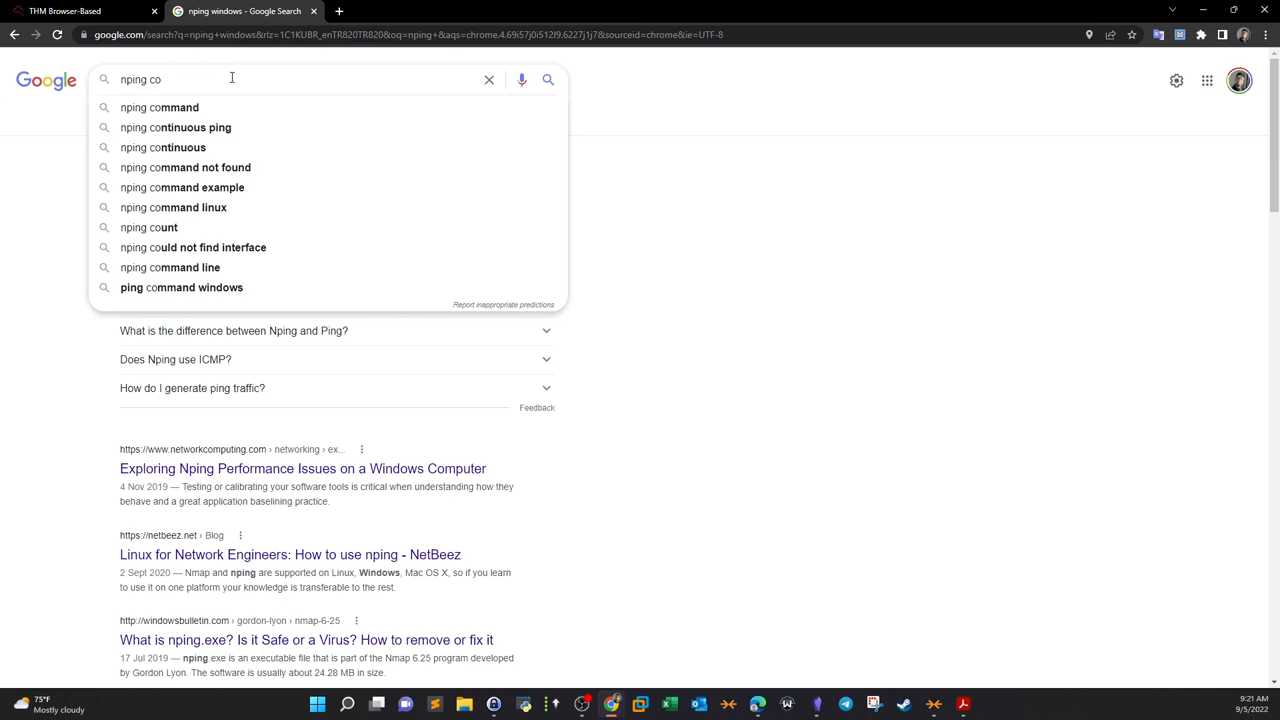 THM Browser-Based
nping windows - Google Search
google.com/search?q=nping+windows&rlz=1C1KUBR_enTR820TR820&oq=nping+&aqs=chrome.4.69i57j0i512l9.6227j1j7&sourceid=chrome&ie=UTF-8
Google
nping co
nping command
nping continuous ping
nping continuous
nping command not found
nping command example
nping command linux
nping count
nping could not find interface
nping command line
ping command windows
Report inappropriate predictions
What is the difference between Nping and Ping?
Does Nping use ICMP?
How do I generate ping traffic?
Feedback
https://www.networkcomputing.com › networking › ex...
Exploring Nping Performance Issues on a Windows Computer
4 Nov 2019 — Testing or calibrating your software tools is critical when understanding how they
behave and a great application baselining practice.
https://netbeez.net › Blog
Linux for Network Engineers: How to use nping - NetBeez
2 Sept 2020 — Nmap and nping are supported on Linux, Windows, Mac OS X, so if you learn
to use it on one platform your knowledge is transferable to the rest.
http://windowsbulletin.com › gordon-lyon › nmap-6-25
What is nping.exe? Is it Safe or a Virus? How to remove or fix it
17 Jul 2019 — nping.exe is an executable file that is part of the Nmap 6.25 program developed
by Gordon Lyon. The software is usually about 24.28 MB in size.
75°F
Mostly cloudy
9:21 AM
9/5/2022